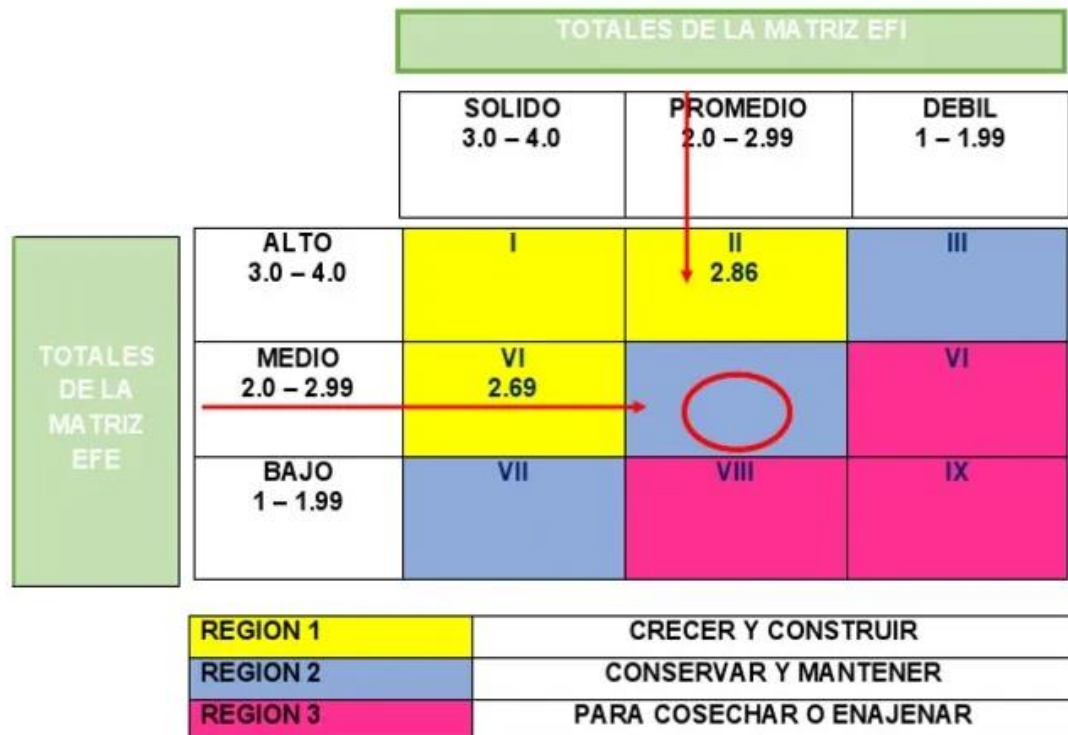 TOTALES DE LA MATRIZ EFI
SOLIDO
3.0 – 4.0
PROMEDIO
2.0 – 2.99
DEBIL
1 – 1.99
TOTALES
DE LA
MATRIZ
EFE
ALTO
3.0 – 4.0
I
II
2.86
III
MEDIO
2.0 – 2.99
VI
2.69
VI
BAJO
1 – 1.99
VII
VIII
IX
REGION 1
CRECER Y CONSTRUIR
REGION 2
CONSERVAR Y MANTENER
REGION 3
PARA COSECHAR O ENAJENAR